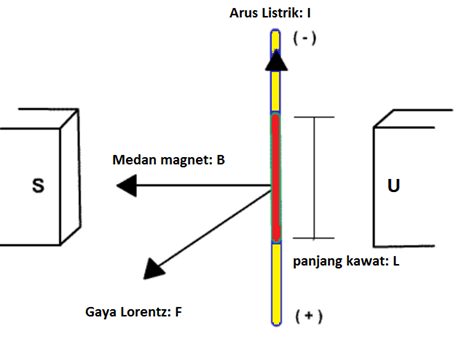 Arus Listrik: I
( - )
Medan magnet: B
S
U
panjang kawat: L
Gaya Lorentz: F
( + )